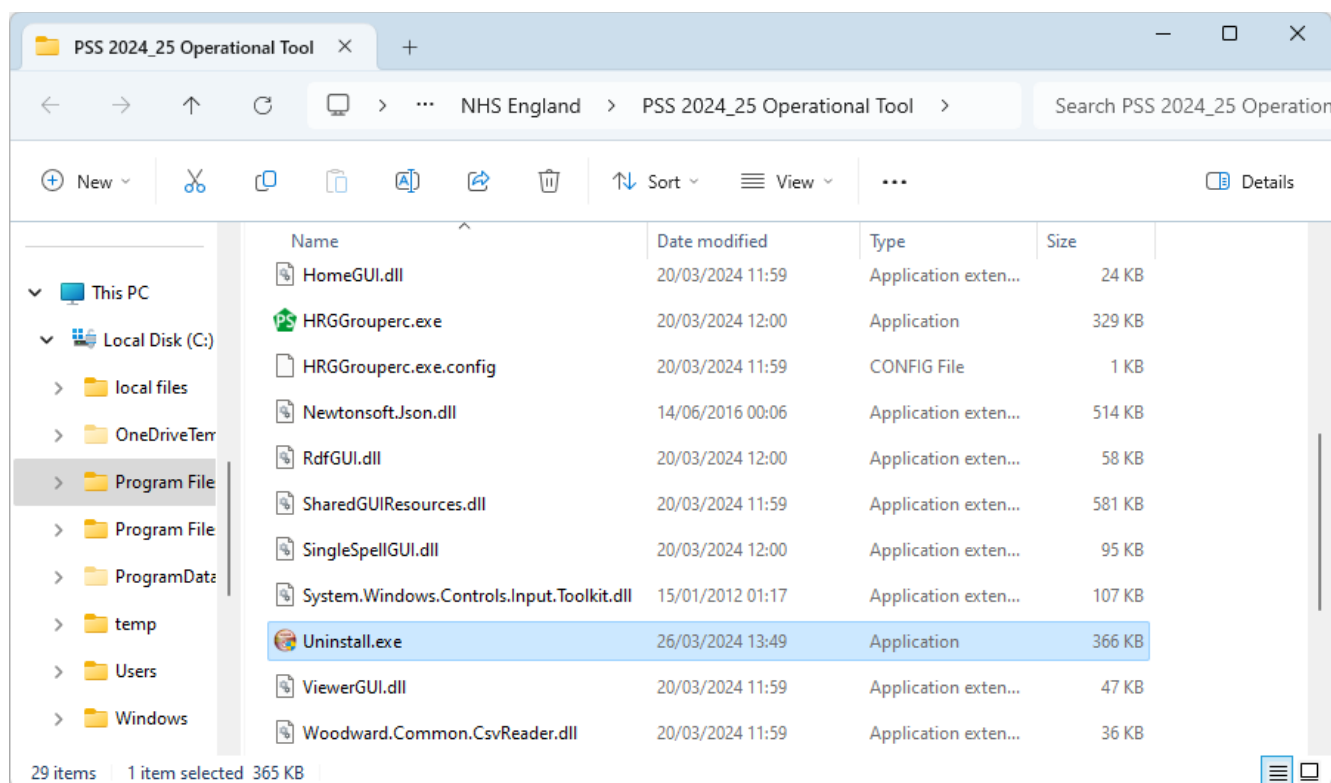 PSS 2024_25 Operational Tool
NHS England > PSS 2024_25 Operational Tool > Search PSS 2024_25 Operation
New Sort View Details
Name Date modified Type Size
HomeGUI.dll 20/03/2024 11:59 Application exten... 24 KB
HRGGrouperc.exe 20/03/2024 12:00 Application 329 KB
HRGGrouperc.exe.config 20/03/2024 11:59 CONFIG File 1 KB
Newtonsoft.Json.dll 14/06/2016 00:06 Application exten... 514 KB
RdfGUI.dll 20/03/2024 12:00 Application exten... 58 KB
SharedGUIResources.dll 20/03/2024 11:59 Application exten... 581 KB
SingleSpellGUI.dll 20/03/2024 12:00 Application exten... 95 KB
System.Windows.Controls.Input.Toolkit.dll 15/01/2012 01:17 Application exten... 107 KB
Uninstall.exe 26/03/2024 13:49 Application 366 KB
ViewerGUI.dll 20/03/2024 11:59 Application exten... 47 KB
Woodward.Common.CsvReader.dll 20/03/2024 11:59 Application exten... 36 KB
This PC
Local Disk (C:)
local files
OneDriveTem
Program File
Program File
ProgramData
temp
Users
Windows
29 items 1 item selected 365 KB